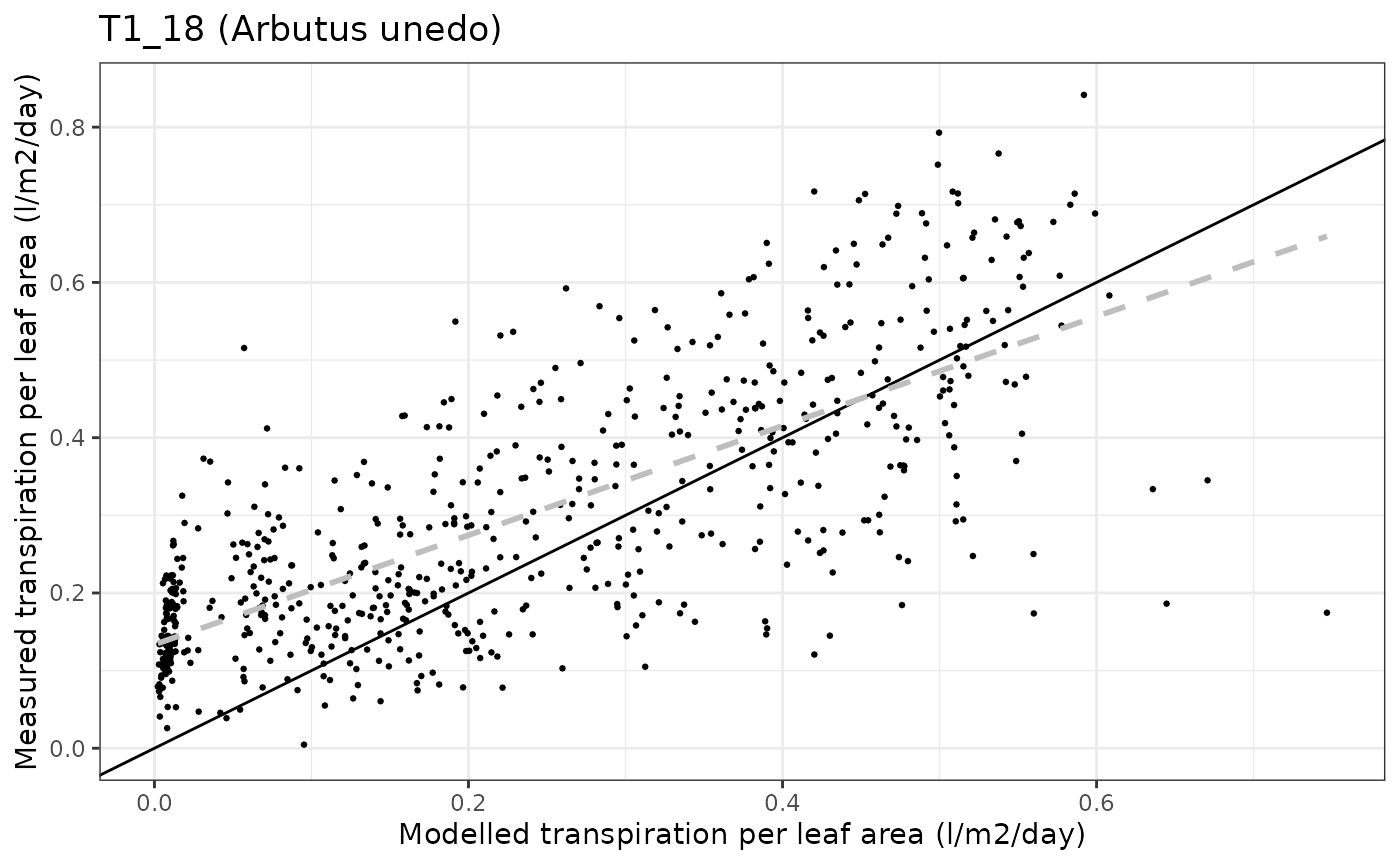 T1_18 (Arbutus unedo)
Measured transpiration per leaf area (l/m2/day)
0.8
0.6
0.4
0.2
0.0
0.0 0.2 0.4 0.6
Modelled transpiration per leaf area (l/m2/day)